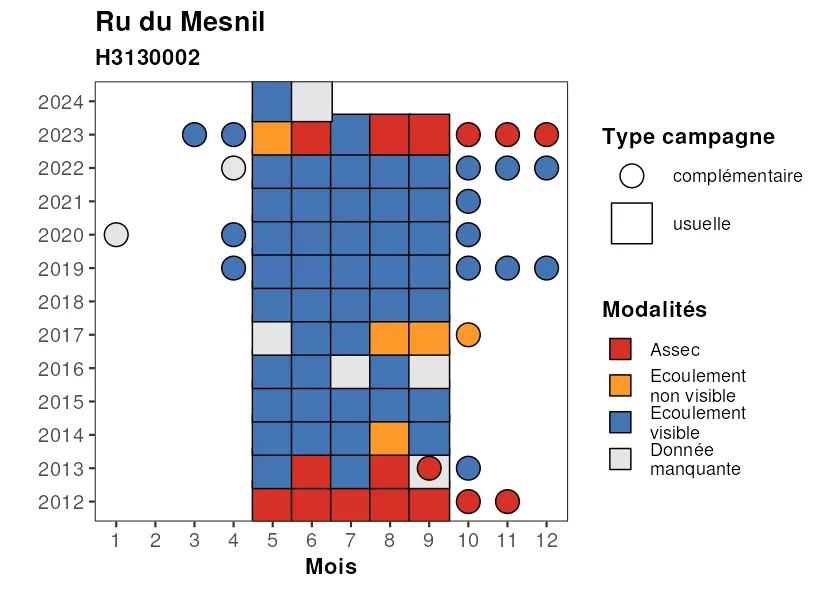 Ru du Mesnil
H3130002
2024
2023
2022
2021
2020
2019
2018
2017
2016
2015
2014
2013
2012
1 2 3 4 5 6 7 8 9 10 11 12
Mois
Type campagne
complémentaire
usuelle
Modalités
Assec
Ecoulement
non visible
Ecoulement
visible
Donnée
manquante